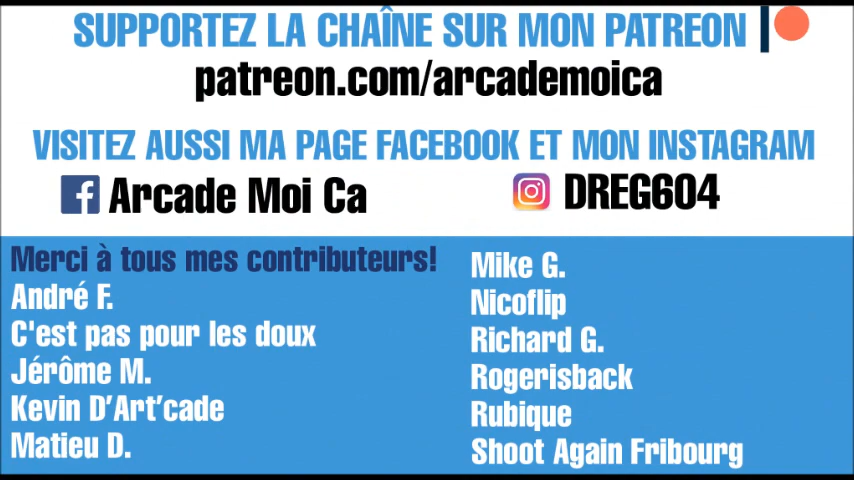 SUPPORTEZ LA CHAÎNE SUR MON PATREON
patreon.com/arcademoica
VISITEZ AUSSI MA PAGE FACEBOOK ET MON INSTAGRAM
Arcade Moi Ca
DREG604
Merci à tous mes contributeurs!
André F.
C'est pas pour les doux
Jérôme M.
Kevin D’Art’cade
Matieu D.
Mike G.
Nicoflip
Richard G.
Rogerisback
Rubique
Shoot Again Fribourg